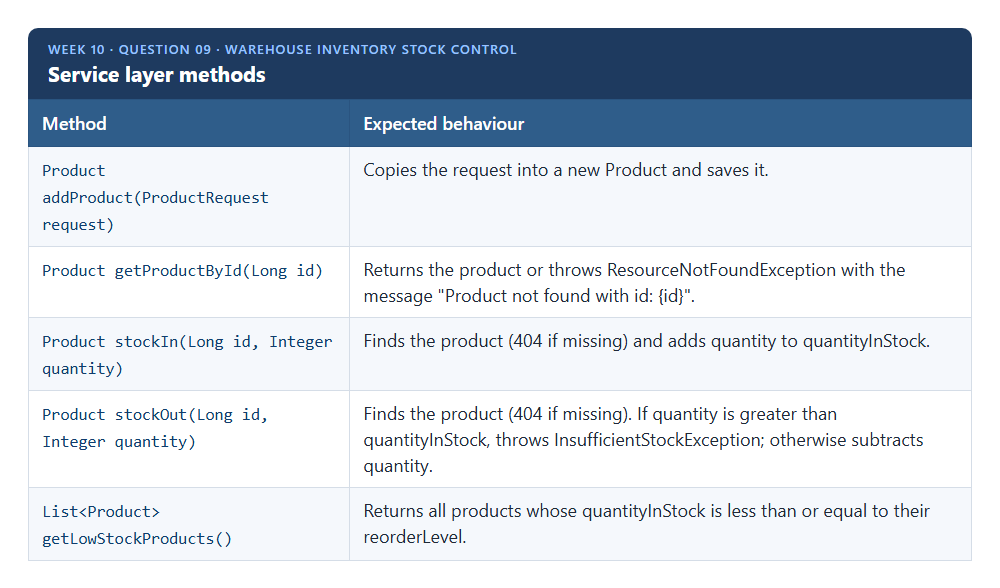 WEEK 10 · QUESTION 09 · WAREHOUSE INVENTORY STOCK CONTROL
Service layer methods
Method
Expected behaviour
Product
addProduct(ProductRequest
request)
Copies the request into a new Product and saves it.
Product getProductById(Long id)
Returns the product or throws ResourceNotFoundException with the
message "Product not found with id: {id}".
Product stockIn(Long id, Integer
quantity)
Finds the product (404 if missing) and adds quantity to quantityInStock.
Product stockOut(Long id,
Integer quantity)
Finds the product (404 if missing). If quantity is greater than
quantityInStock, throws InsufficientStockException; otherwise subtracts
quantity.
List<Product>
getLowStockProducts()
Returns all products whose quantityInStock is less than or equal to their
reorderLevel.